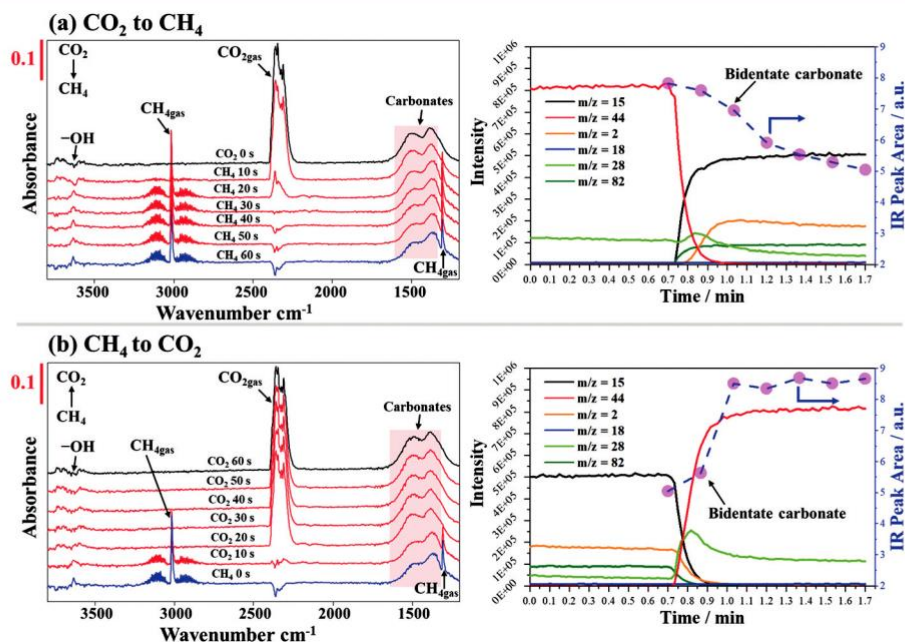 (a) CO2 to CH4
0.1
CO2
CH4
−OH
CH4gas
CO2gas
Carbonates
CO2 0 s
CH4 10 s
CH4 20 s
CH4 30 s
CH4 40 s
CH4 50 s
CH4 60 s
CH4gas
Absorbance
3500 3000 2500 2000 1500
Wavenumber cm-1
1E+06
9E+05
8E+05
7E+05
6E+05
5E+05
4E+05
3E+05
2E+05
1E+05
0E+00
Intensity
m/z = 15
m/z = 44
m/z = 2
m/z = 18
m/z = 28
m/z = 82
Bidentate carbonate
9
8
7
6
5
4
3
2
IR Peak Area / a.u.
0.0 0.1 0.2 0.3 0.4 0.5 0.6 0.7 0.8 0.9 1.0 1.1 1.2 1.3 1.4 1.5 1.6 1.7
Time / min
(b) CH4 to CO2
0.1
CO2
CH4
−OH
CH4gas
CO2gas
Carbonates
CO2 60 s
CO2 50 s
CO2 40 s
CO2 30 s
CO2 20 s
CO2 10 s
CH4 0 s
CH4gas
Absorbance
3500 3000 2500 2000 1500
Wavenumber cm-1
1E+06
9E+05
8E+05
7E+05
6E+05
5E+05
4E+05
3E+05
2E+05
1E+05
0E+00
Intensity
m/z = 15
m/z = 44
m/z = 2
m/z = 18
m/z = 28
m/z = 82
Bidentate carbonate
9
8
7
6
5
4
3
2
IR Peak Area / a.u.
0.0 0.1 0.2 0.3 0.4 0.5 0.6 0.7 0.8 0.9 1.0 1.1 1.2 1.3 1.4 1.5 1.6 1.7
Time / min